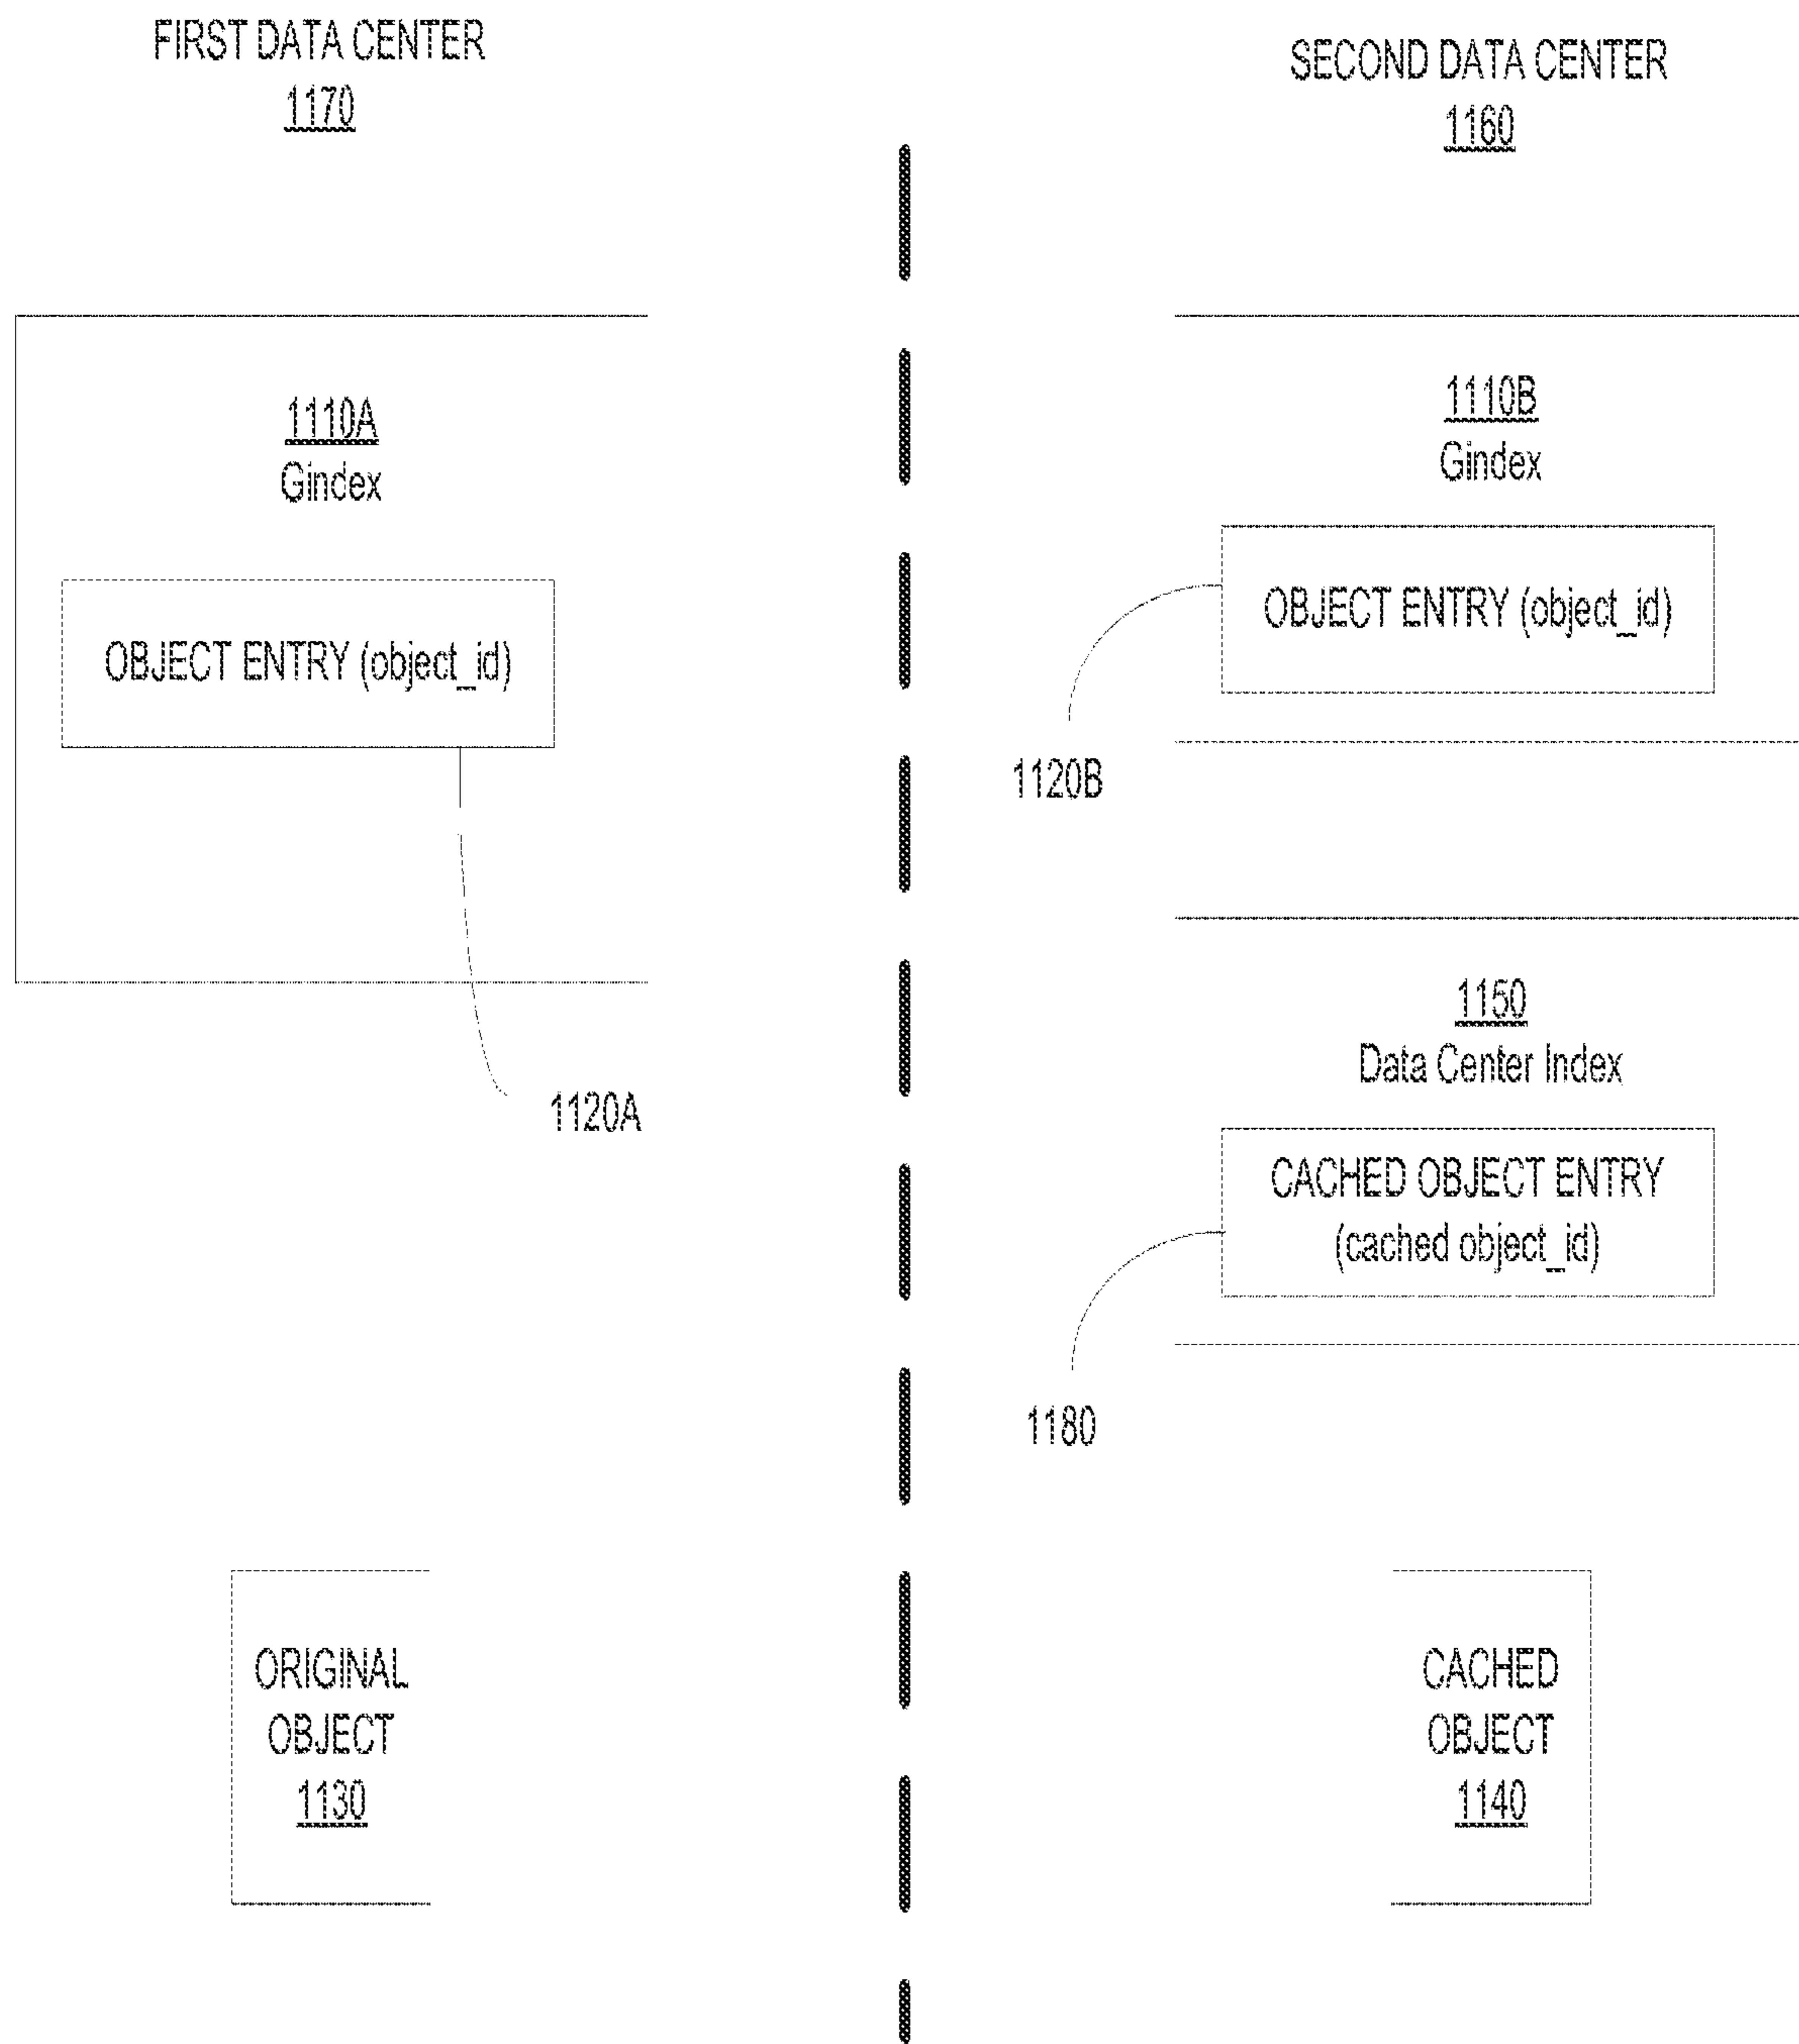 FIRST DATA CENTER
1170
1110A
Gindex
OBJECT ENTRY (object_id)
1120A
ORIGINAL
OBJECT
1130
SECOND DATA CENTER
1160
1110B
Gindex
OBJECT ENTRY (object_id)
1120B
1150
Data Center Index
CACHED OBJECT ENTRY
(cached object_id)
1180
CACHED
OBJECT
1140